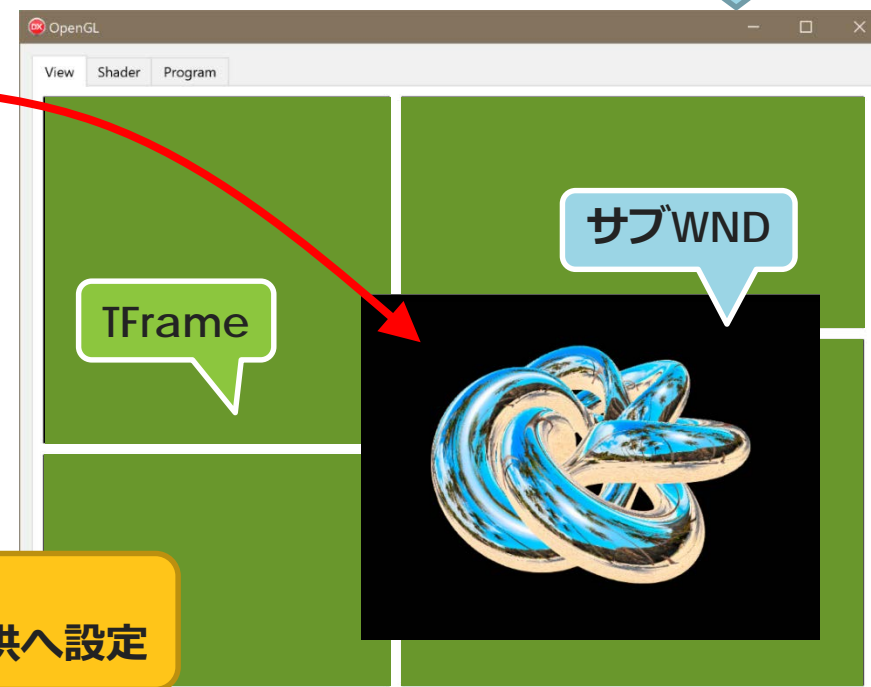 OpenGL
View Shader Program
サブWND
TFrame
供へ設定